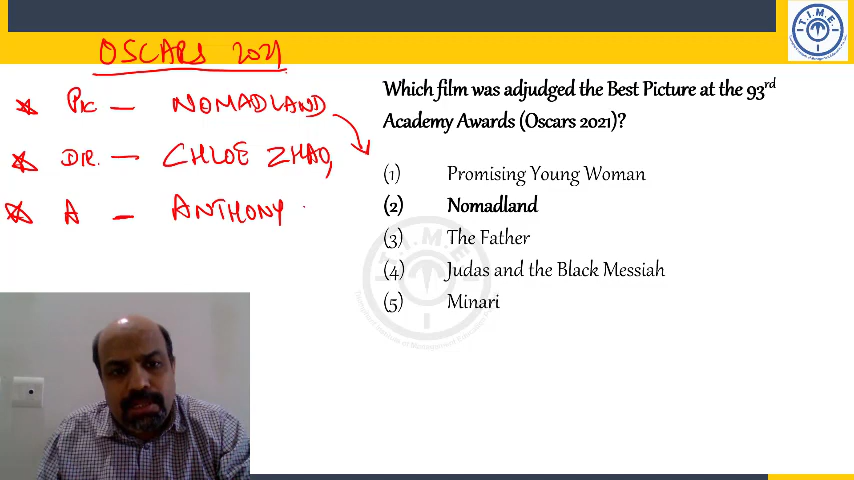 T.I.M.E.
OSCARS 2021
PIC — NOMADLAND
DIR. — CHLOE ZHAO,
A — ANTHONY
Which film was adjudged the Best Picture at the 93rd
Academy Awards (Oscars 2021)?
(1) Promising Young Woman
(2) Nomadland
(3) The Father
(4) Judas and the Black Messiah
(5) Minari
T.I.M.E.